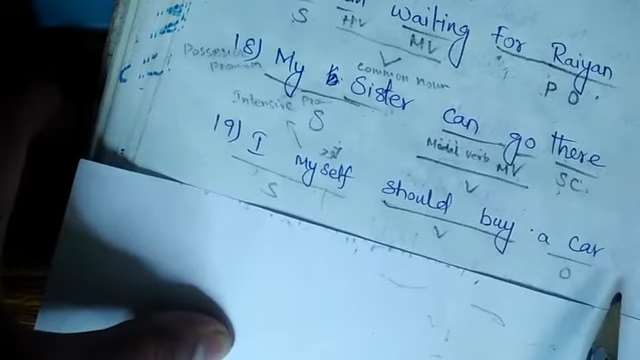 waiting for Raiyan
S HV MV P O.
V
Possessive pronoun common noun
18) My Sister can go there
Intensive pro S Modal verb MV SC.
V
19) I myself should buy a car
S V O